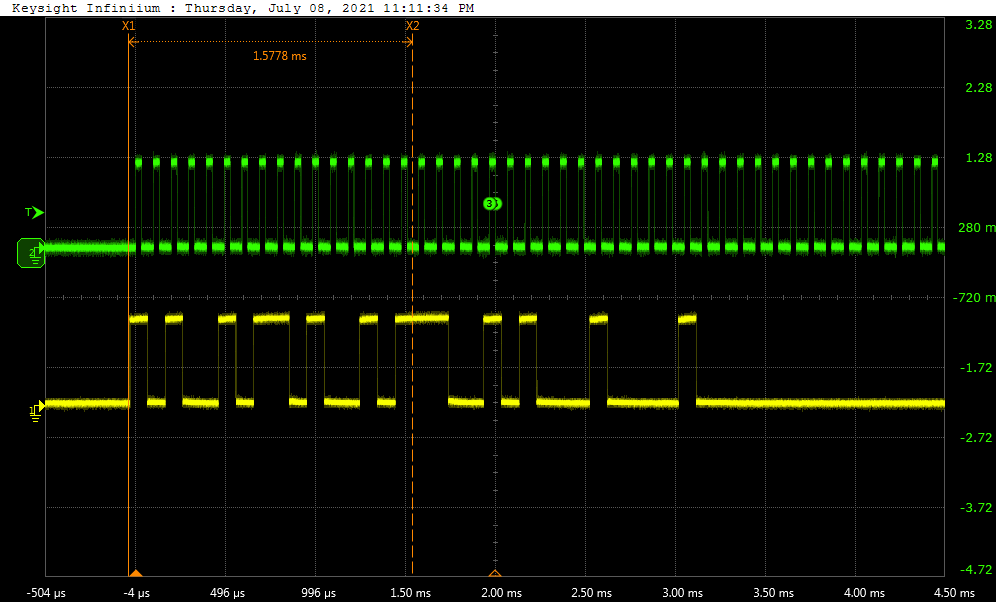 Keysight Infiniium : Thursday, July 08, 2021 11:11:34 PM
X1 X2
1.5778 ms
3.28
2.28
1.28
T
3
280 m
2
-720 m
-1.72
1
-2.72
-3.72
-4.72
-504 µs -4 µs 496 µs 996 µs 1.50 ms 2.00 ms 2.50 ms 3.00 ms 3.50 ms 4.00 ms 4.50 ms